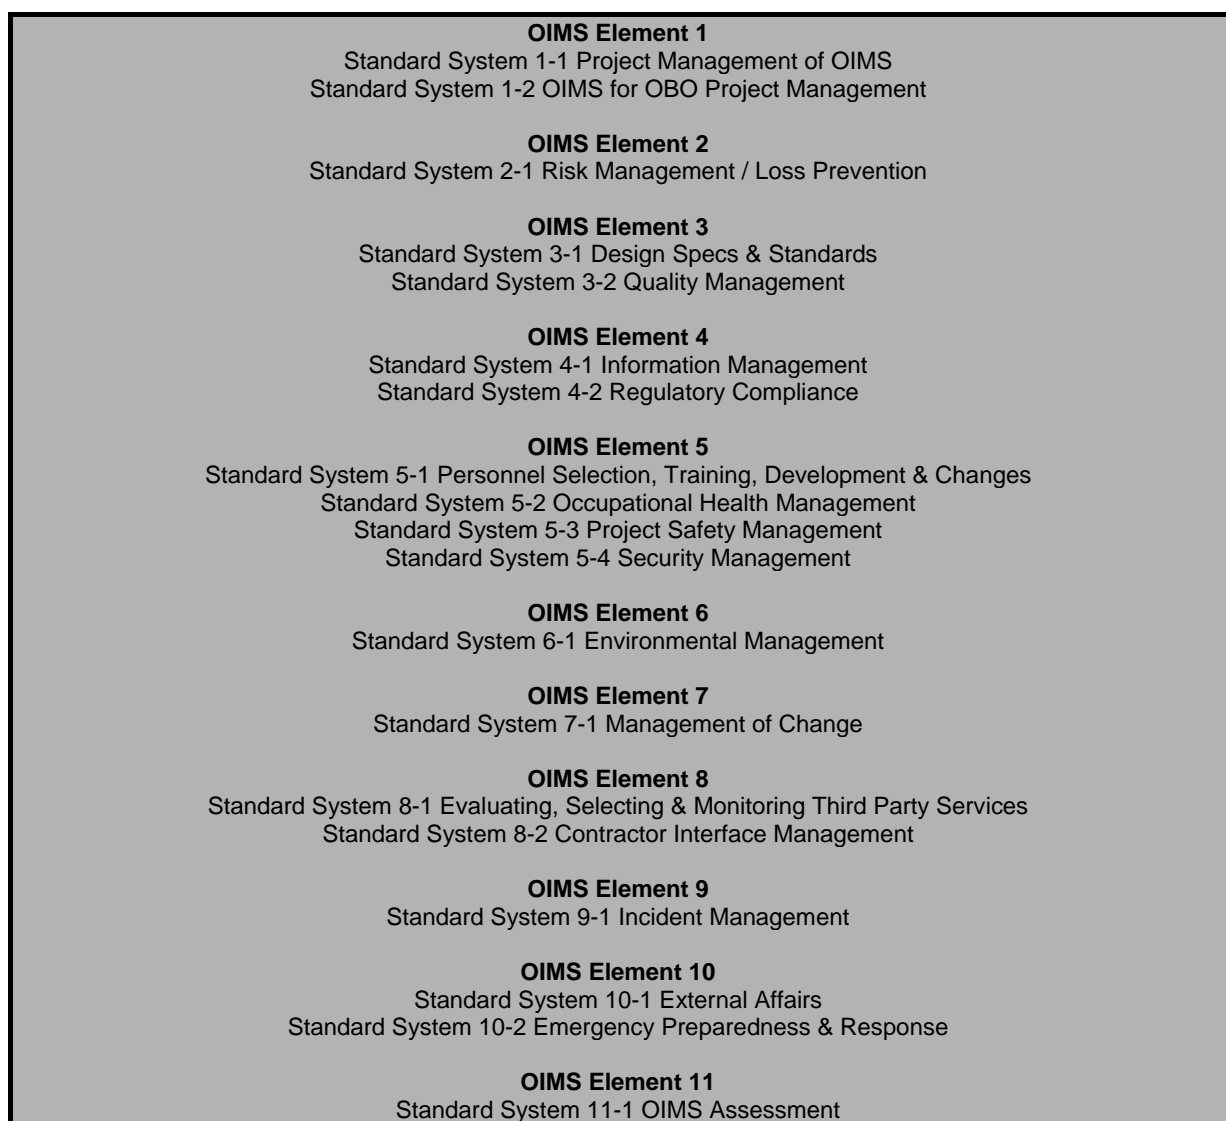 OIMS Element 1
Standard System 1-1 Project Management of OIMS
Standard System 1-2 OIMS for OBO Project Management
OIMS Element 2
Standard System 2-1 Risk Management / Loss Prevention
OIMS Element 3
Standard System 3-1 Design Specs & Standards
Standard System 3-2 Quality Management
OIMS Element 4
Standard System 4-1 Information Management
Standard System 4-2 Regulatory Compliance
OIMS Element 5
Standard System 5-1 Personnel Selection, Training, Development & Changes
Standard System 5-2 Occupational Health Management
Standard System 5-3 Project Safety Management
Standard System 5-4 Security Management
OIMS Element 6
Standard System 6-1 Environmental Management
OIMS Element 7
Standard System 7-1 Management of Change
OIMS Element 8
Standard System 8-1 Evaluating, Selecting & Monitoring Third Party Services
Standard System 8-2 Contractor Interface Management
OIMS Element 9
Standard System 9-1 Incident Management
OIMS Element 10
Standard System 10-1 External Affairs
Standard System 10-2 Emergency Preparedness & Response
OIMS Element 11
Standard System 11-1 OIMS Assessment